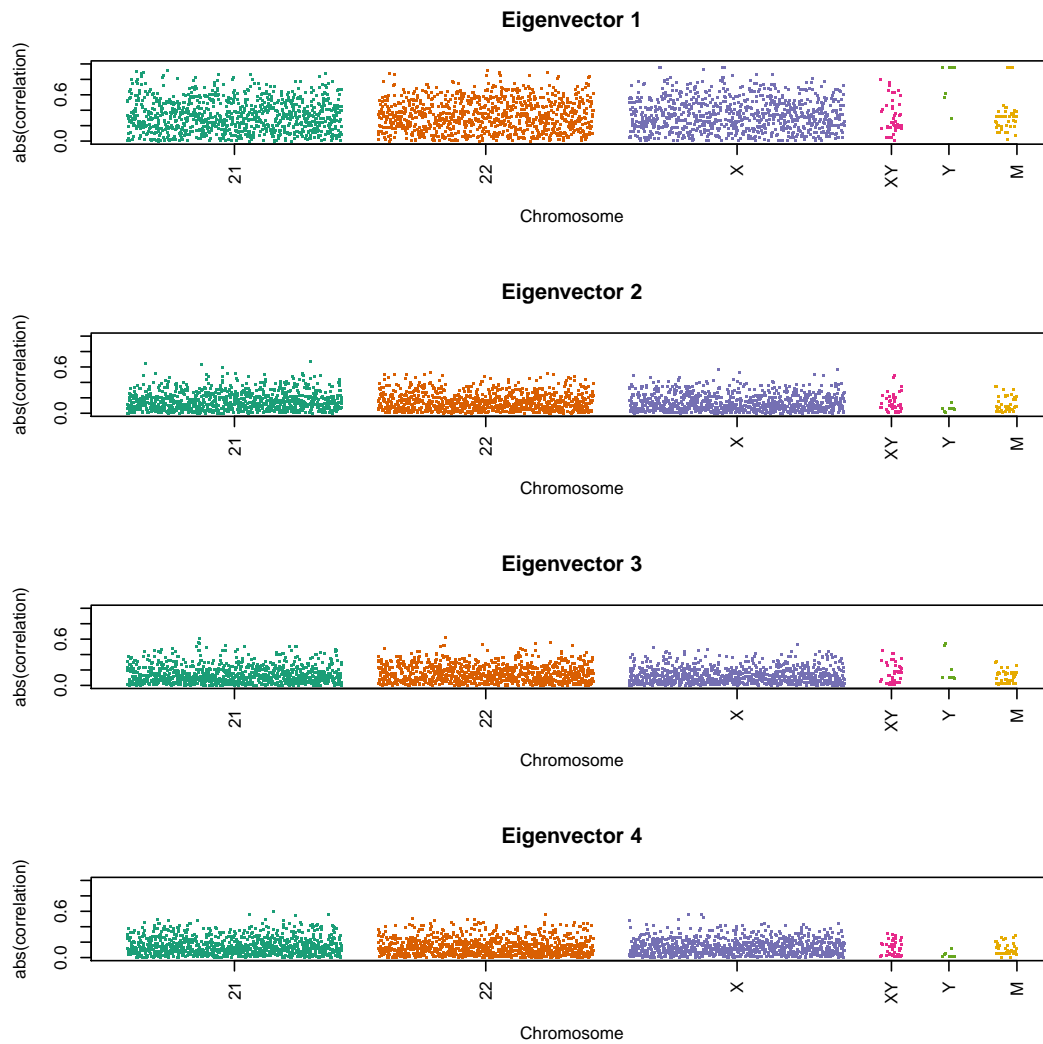 Eigenvector 1
abs(correlation)
0.6
0.0
21 22 X XY Y M
Chromosome
Eigenvector 2
abs(correlation)
0.6
0.0
21 22 X XY Y M
Chromosome
Eigenvector 3
abs(correlation)
0.6
0.0
21 22 X XY Y M
Chromosome
Eigenvector 4
abs(correlation)
0.6
0.0
21 22 X XY Y M
Chromosome